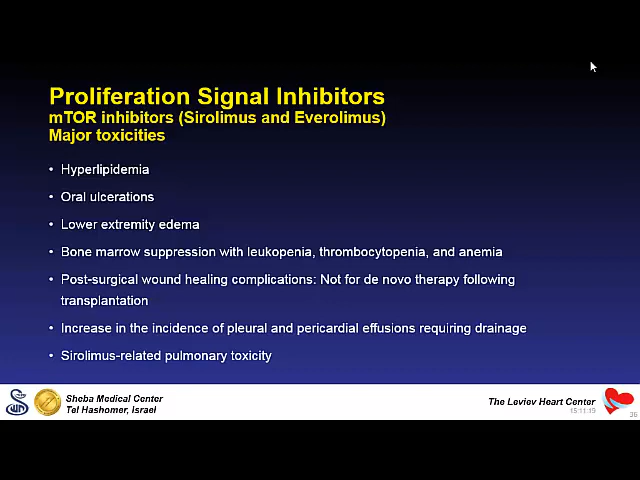 Proliferation Signal Inhibitors
mTOR inhibitors (Sirolimus and Everolimus)
Major toxicities
• Hyperlipidemia
• Oral ulcerations
• Lower extremity edema
• Bone marrow suppression with leukopenia, thrombocytopenia, and anemia
• Post-surgical wound healing complications: Not for de novo therapy following
transplantation
• Increase in the incidence of pleural and pericardial effusions requiring drainage
• Sirolimus-related pulmonary toxicity
Sheba Medical Center
Tel Hashomer, Israel
The Leviev Heart Center
15:11:15
36